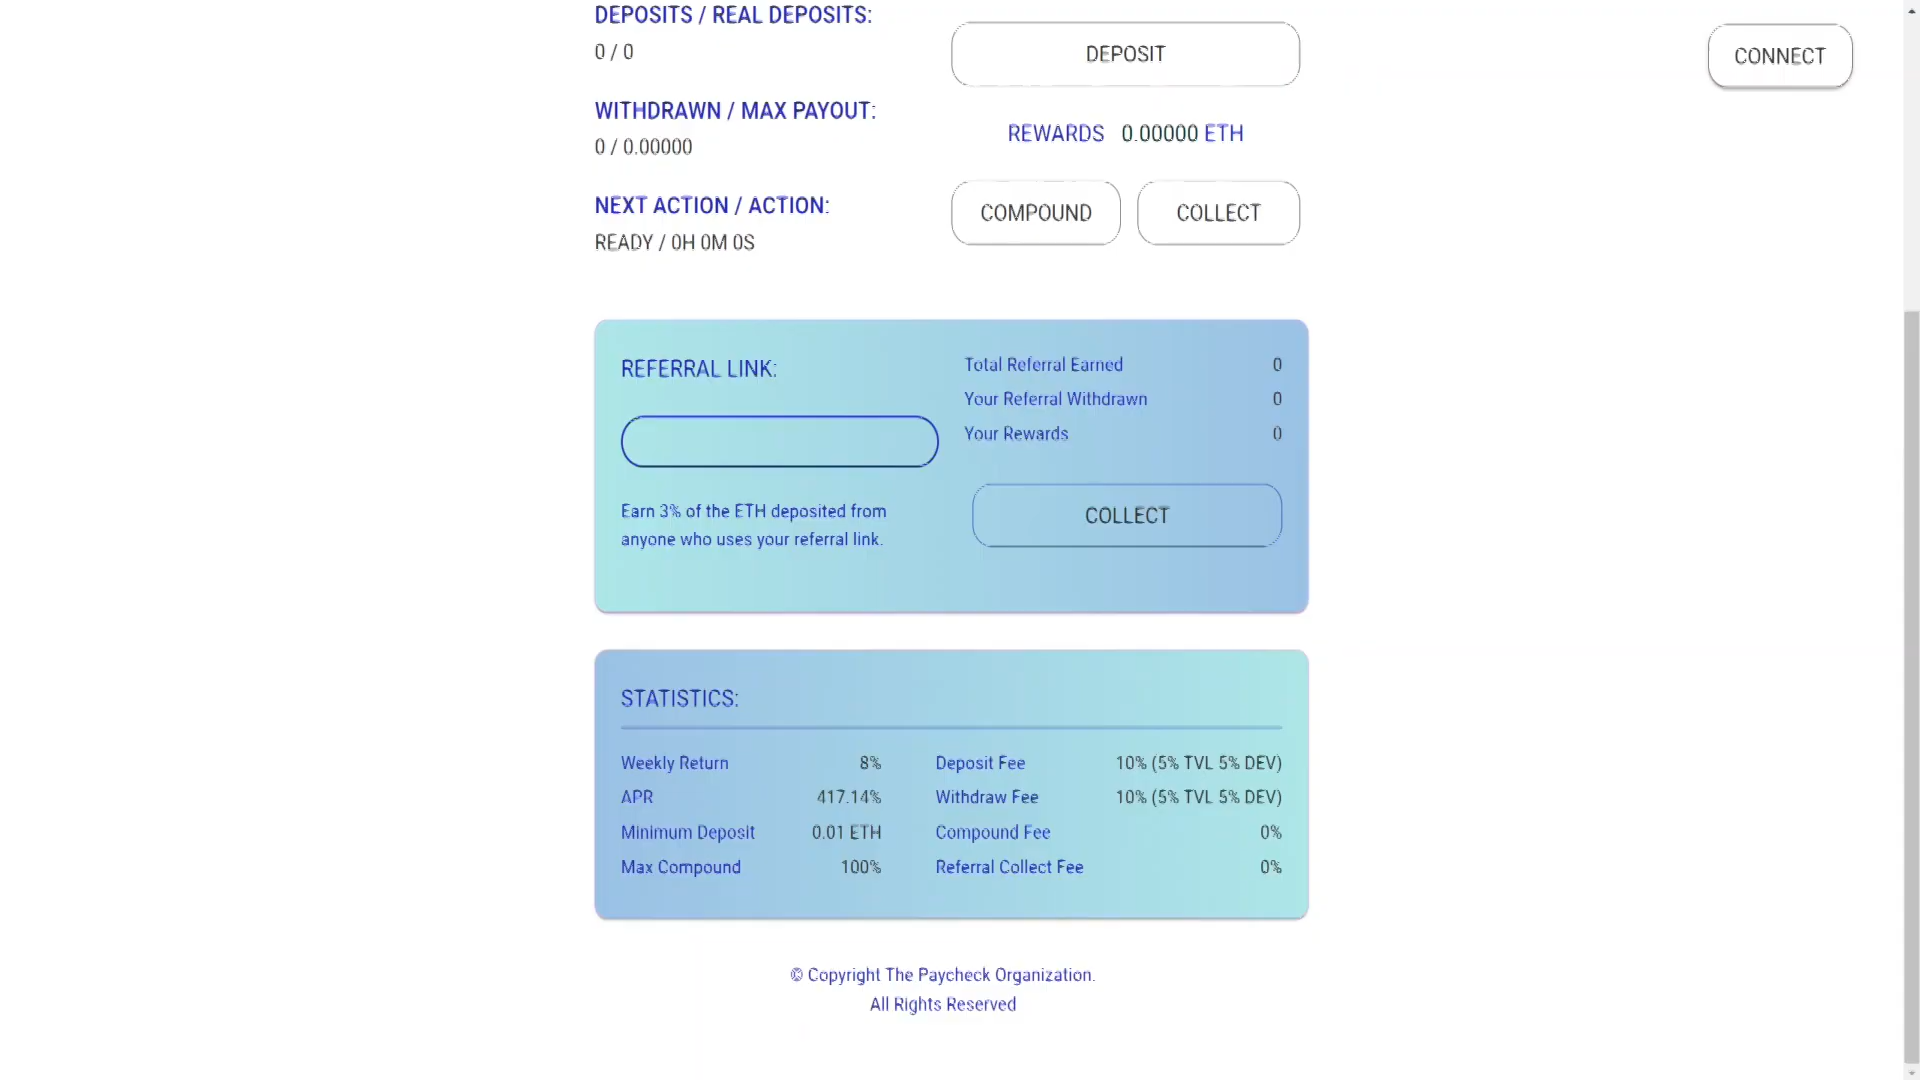 DEPOSITS / REAL DEPOSITS:
0 / 0
WITHDRAWN / MAX PAYOUT:
0 / 0.00000
NEXT ACTION / ACTION:
READY / 0H 0M 0S
DEPOSIT
REWARDS 0.00000 ETH
COMPOUND COLLECT
CONNECT
REFERRAL LINK:
Earn 3% of the ETH deposited from
anyone who uses your referral link.
Total Referral Earned 0
Your Referral Withdrawn 0
Your Rewards 0
COLLECT
STATISTICS:
Weekly Return 8%
APR 417.14%
Minimum Deposit 0.01 ETH
Max Compound 100%
Deposit Fee 10% (5% TVL 5% DEV)
Withdraw Fee 10% (5% TVL 5% DEV)
Compound Fee 0%
Referral Collect Fee 0%
© Copyright The Paycheck Organization.
All Rights Reserved